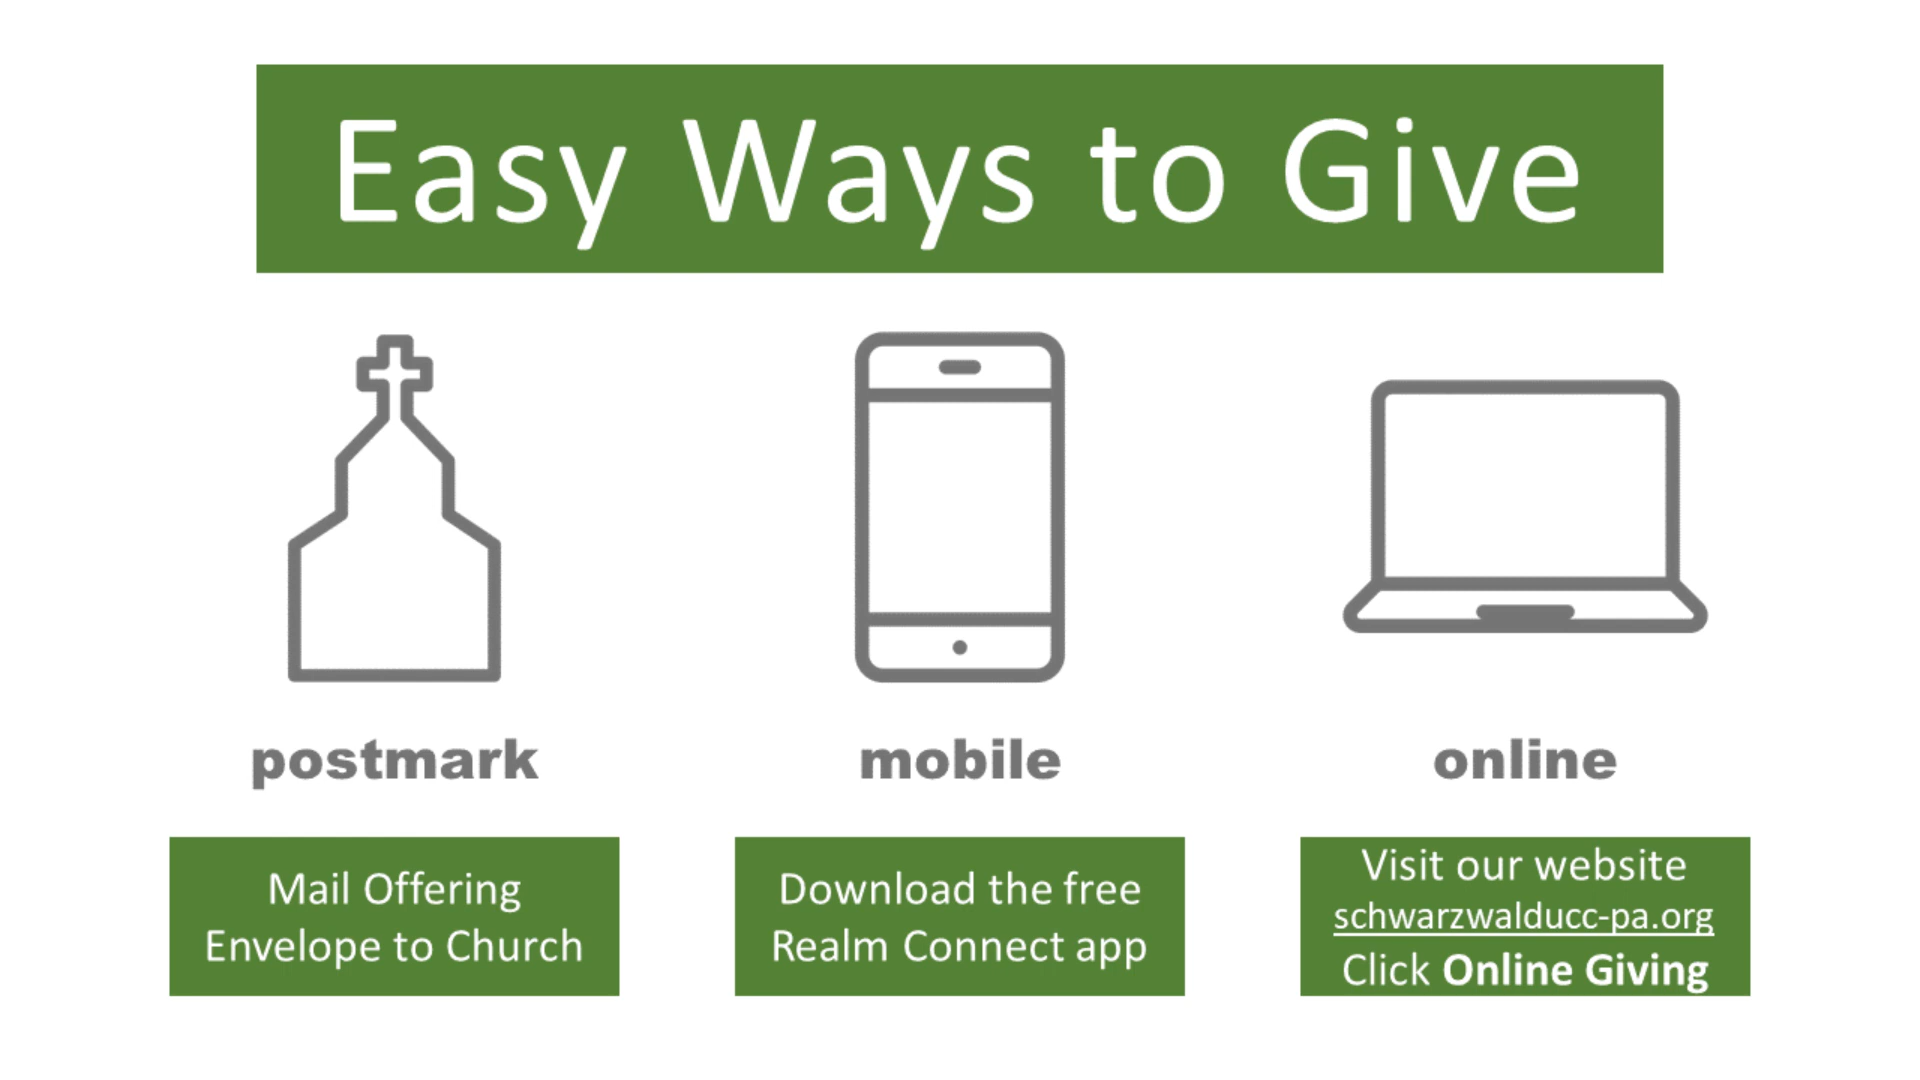 Easy Ways to Give
postmark
Mail Offering
Envelope to Church
mobile
Download the free
Realm Connect app
online
Visit our website
schwarzwalducc-pa.org
Click Online Giving